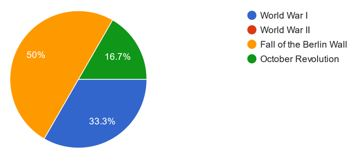 50%
16.7%
33.3%
World War I
World War II
Fall of the Berlin Wall
October Revolution